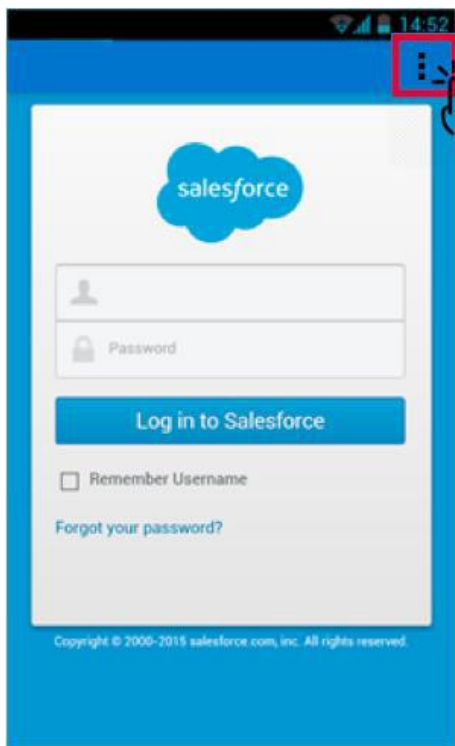 14:52
salesforce
Password
Log in to Salesforce
Remember Username
Forgot your password?
Copyright © 2000-2015 salesforce.com, inc. All rights reserved.